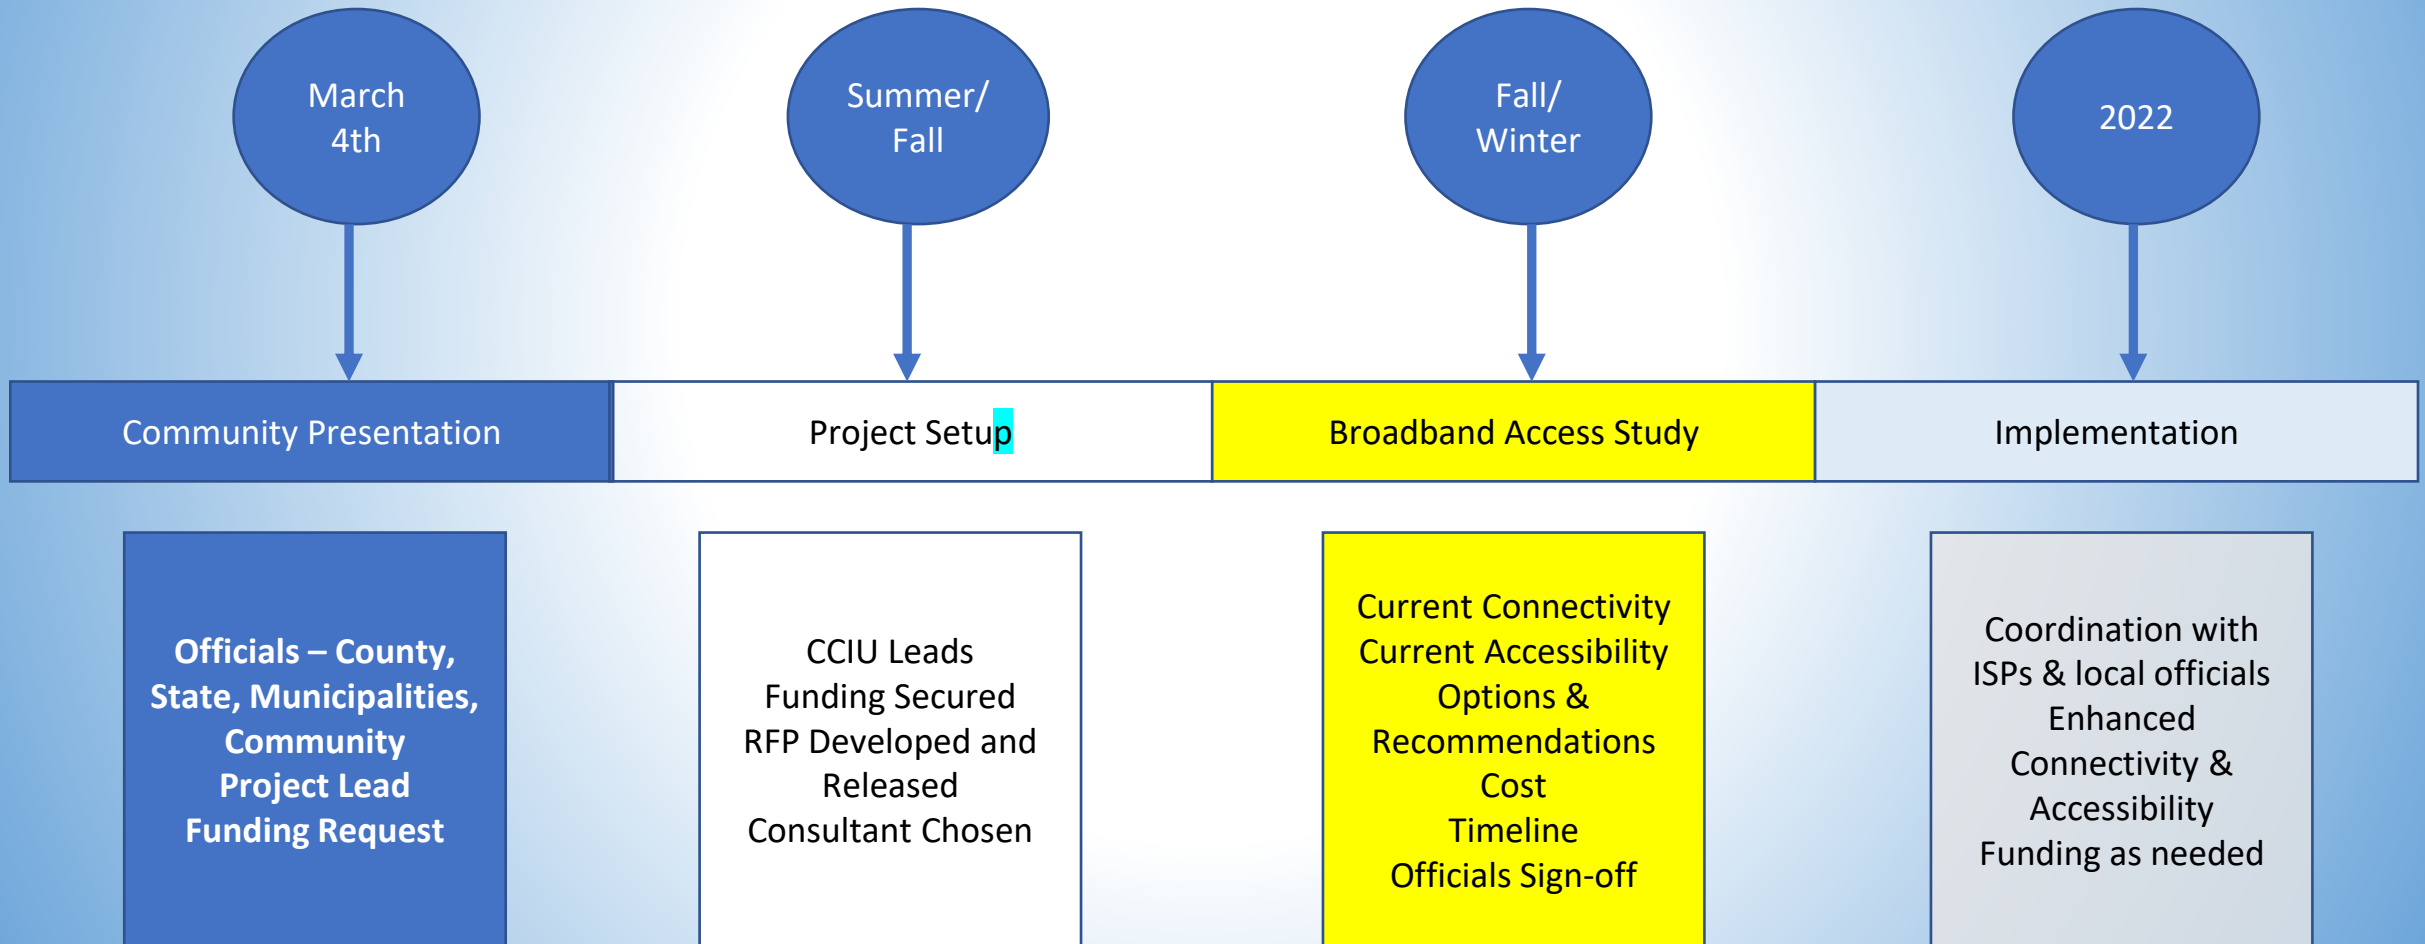 March
4th
Summer/
Fall
Fall/
Winter
2022
Community Presentation
Project Setup
Broadband Access Study
Implementation
Officials – County,
State, Municipalities,
Community
Project Lead
Funding Request
CCIU Leads
Funding Secured
RFP Developed and
Released
Consultant Chosen
Current Connectivity
Current Accessibility
Options &
Recommendations
Cost
Timeline
Officials Sign-off
Coordination with
ISPs & local officials
Enhanced
Connectivity &
Accessibility
Funding as needed